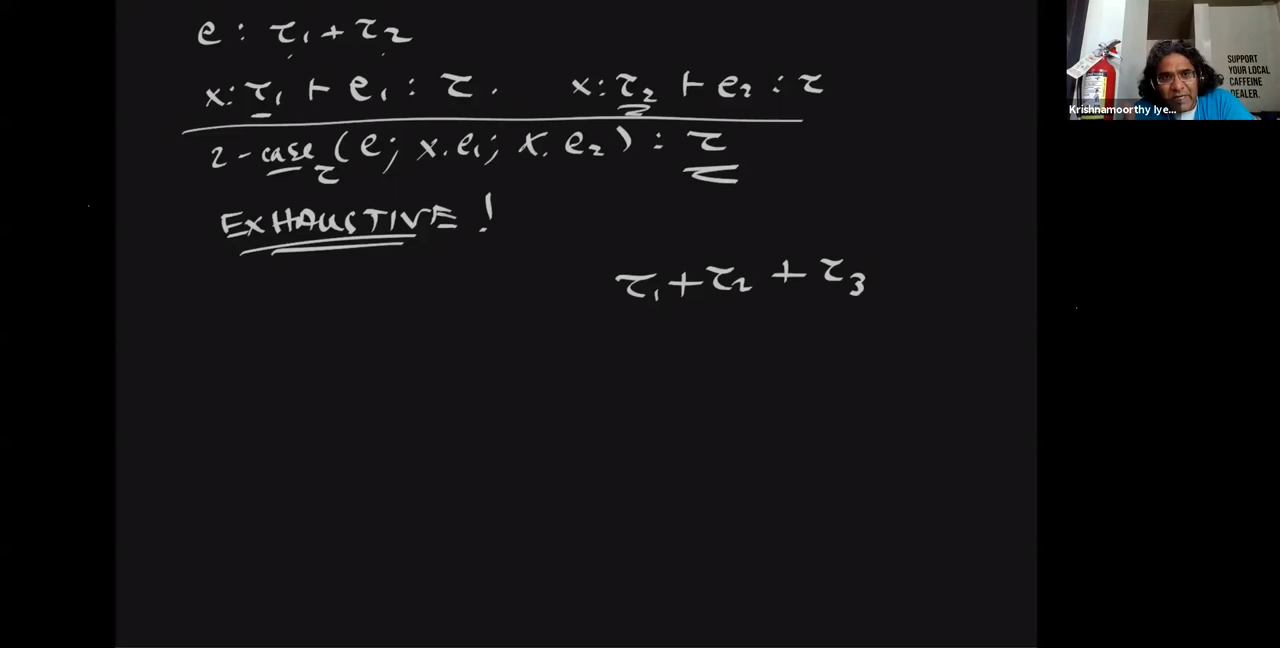 e : τ₁ + τ₂
x : τ₁ ⊢ e₁ : τ. x : τ₂ ⊢ e₂ : τ
2-case_τ (e; x.e₁; x.e₂) : τ
EXHAUSTIVE!
τ₁ + τ₂ + τ₃
SUPPORT
YOUR LOCAL
CAFFEINE
DEALER.
Krishnamoorthy Iye...